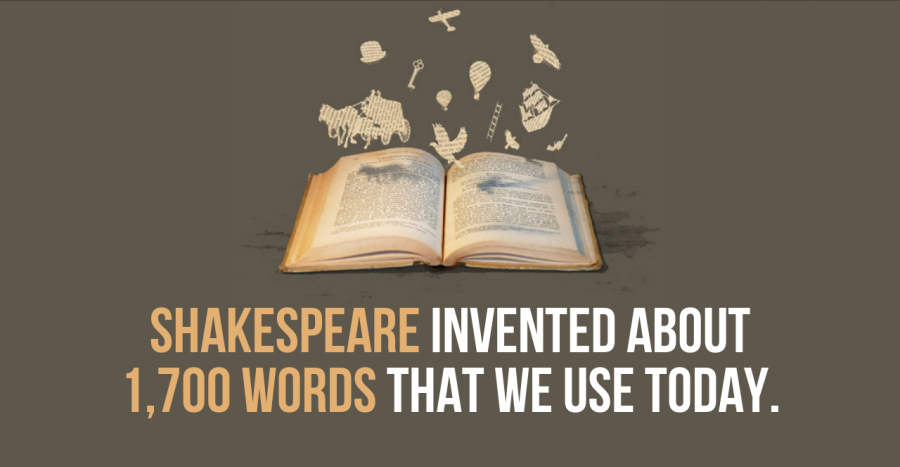 SHAKESPEARE INVENTED ABOUT
1,700 WORDS THAT WE USE TODAY.